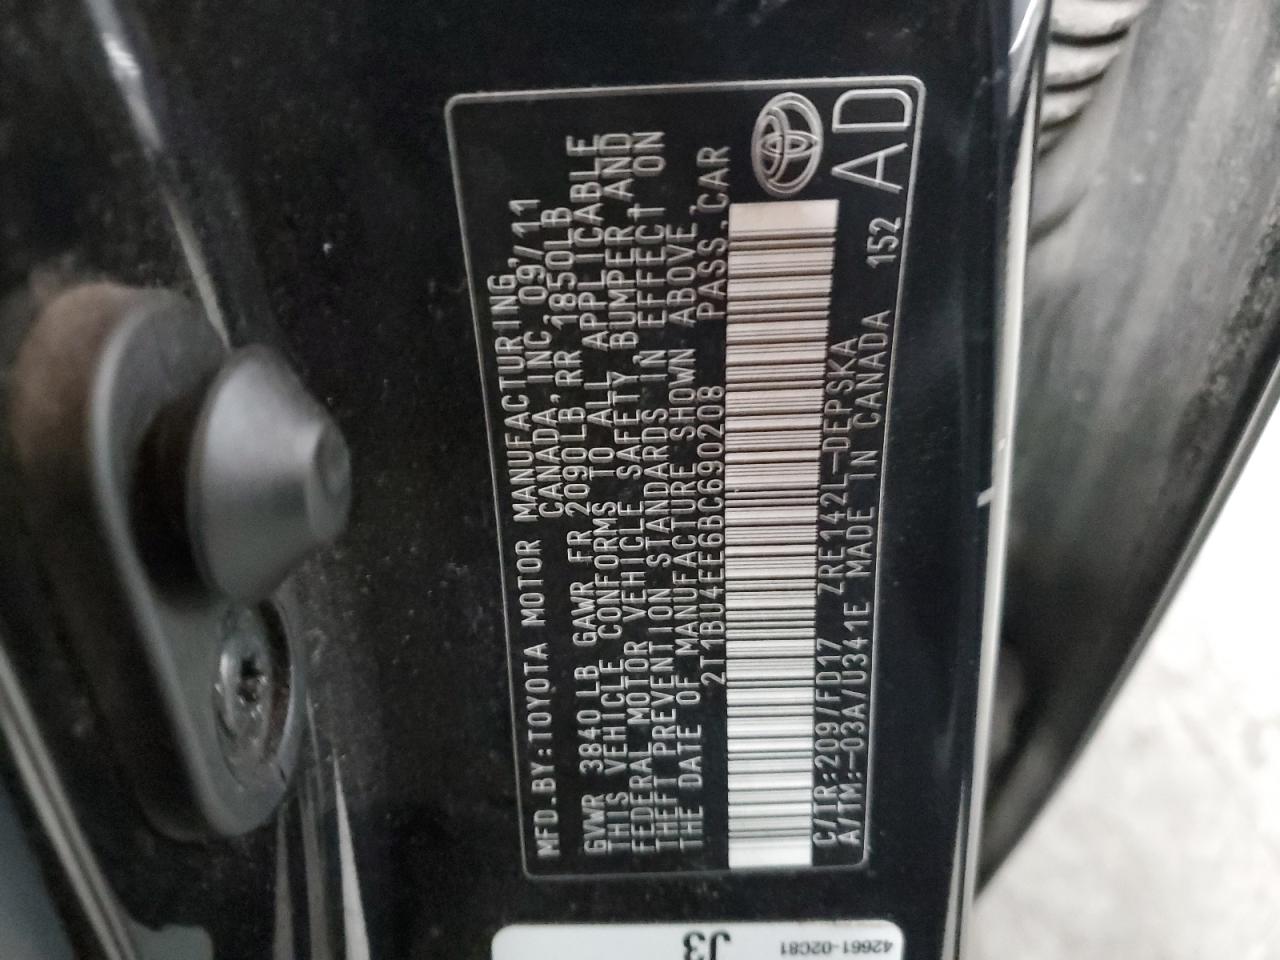 MFD.BY:TOYOTA MOTOR MANUFACTURING,
CANADA, INC. 09/11
GVWR 3840LB GAWR FR 2090LB, RR 1850LB
THIS VEHICLE CONFORMS TO ALL APPLICABLE
FEDERAL MOTOR VEHICLE SAFETY, BUMPER, AND
THEFT PREVENTION STANDARDS IN EFFECT ON
THE DATE OF MANUFACTURE SHOWN ABOVE.
2T1BU4EE6BC690208 PASS. CAR
C/TR:209/FD17 ZRE142L-DEPSKA
A/TM:-03A/U341E MADE IN CANADA 152
AD
J3
42661-02C81